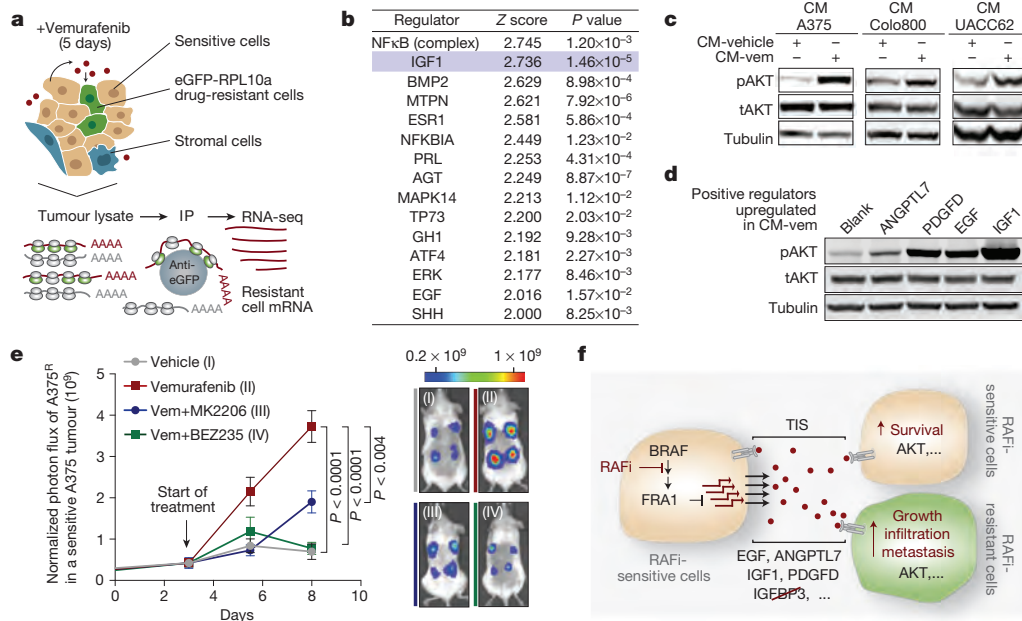 a
+Vemurafenib
(5 days)
Sensitive cells
eGFP-RPL10a
drug-resistant cells
Stromal cells
Tumour lysate
IP
RNA-seq
AAAA
AAAA
AAAA
AAAA
Anti-
eGFP
AAAA
AAAA
Resistant
cell mRNA
b
Regulator Z score P value
NFκB (complex) 2.745 1.20×10⁻³
IGF1 2.736 1.46×10⁻⁵
BMP2 2.629 8.98×10⁻⁴
MTPN 2.621 7.92×10⁻⁶
ESR1 2.581 5.86×10⁻⁴
NFKBIA 2.449 1.23×10⁻²
PRL 2.253 4.31×10⁻⁴
AGT 2.249 8.87×10⁻⁷
MAPK14 2.213 1.12×10⁻²
TP73 2.200 2.03×10⁻²
GH1 2.192 9.28×10⁻³
ATF4 2.181 2.27×10⁻³
ERK 2.177 8.46×10⁻³
EGF 2.016 1.57×10⁻²
SHH 2.000 8.25×10⁻³
c
CM
A375
CM
Colo800
CM
UACC62
CM-vehicle + − + − + −
CM-vem − + − + − +
pAKT
tAKT
Tubulin
d
Positive regulators
upregulated
in CM-vem
Blank
ANGPTL7
PDGFD
EGF
IGF1
pAKT
tAKT
Tubulin
e
Vehicle (I)
Vemurafenib (II)
Vem+MK2206 (III)
Vem+BEZ235 (IV)
Normalized photon flux of A375ᴿ
in a sensitive A375 tumour (10⁹)
5
4
3
2
1
0
Start of
treatment
0 2 4 6 8 10
Days
P < 0.0001
P < 0.0001
P < 0.004
0.2 × 10⁹ 1 × 10⁹
(I)
(II)
(III)
(IV)
f
RAFi
BRAF
FRA1
RAFi-
sensitive cells
TIS
EGF, ANGPTL7
IGF1, PDGFD
IGFBP3, ...
Survival
AKT,...
RAFi-
sensitive cells
Growth
infiltration
metastasis
AKT,...
RAFi-
resistant cells